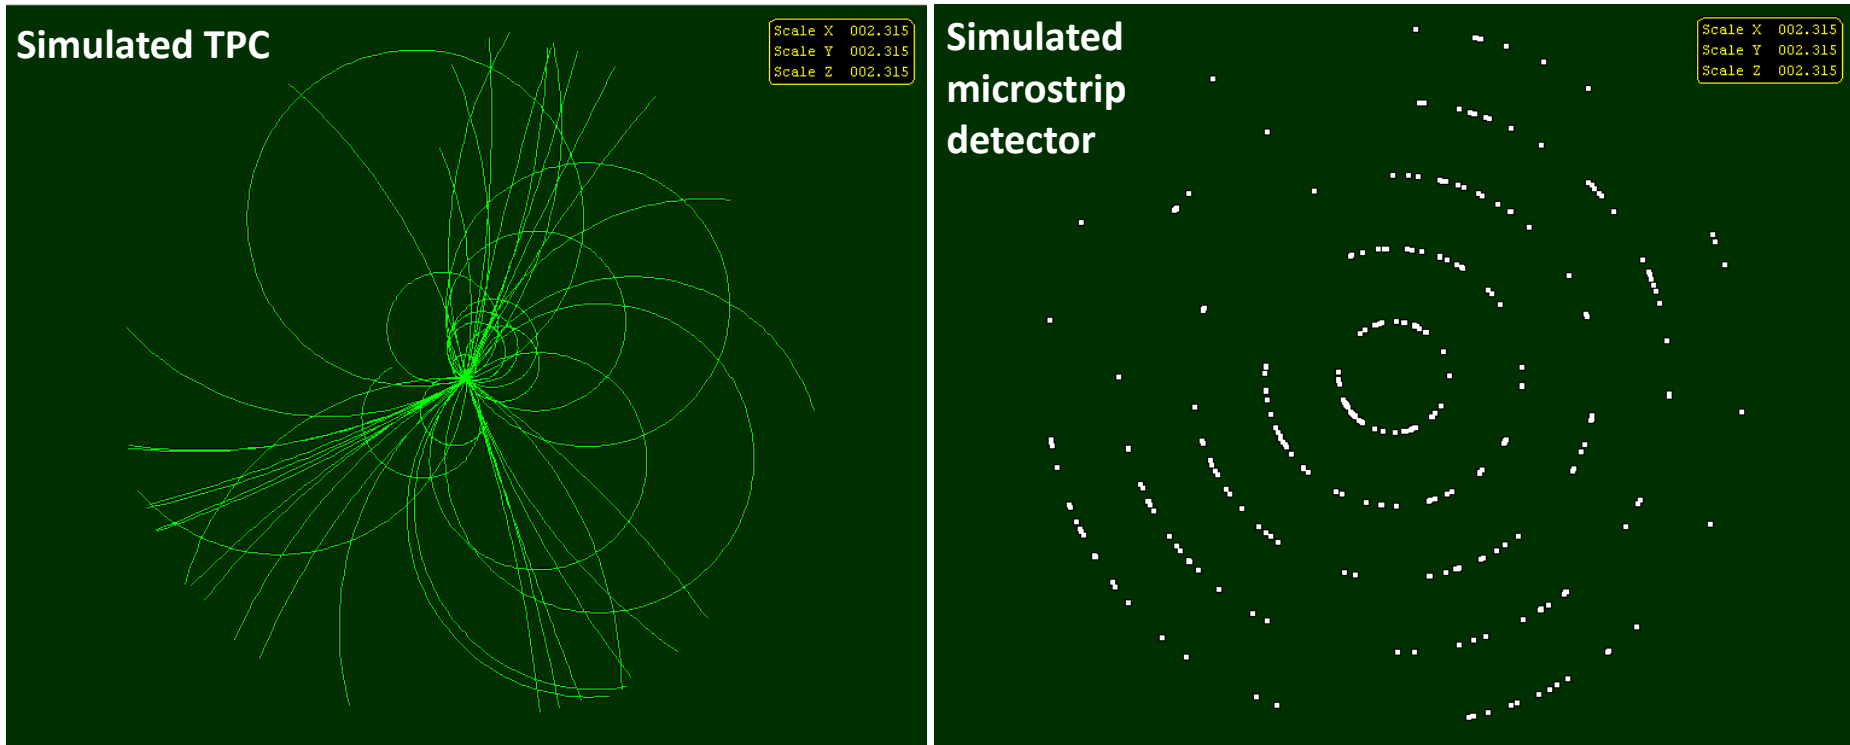 Simulated TPC
Scale X 002.315
Scale Y 002.315
Scale Z 002.315
Simulated
microstrip
detector
Scale X 002.315
Scale Y 002.315
Scale Z 002.315